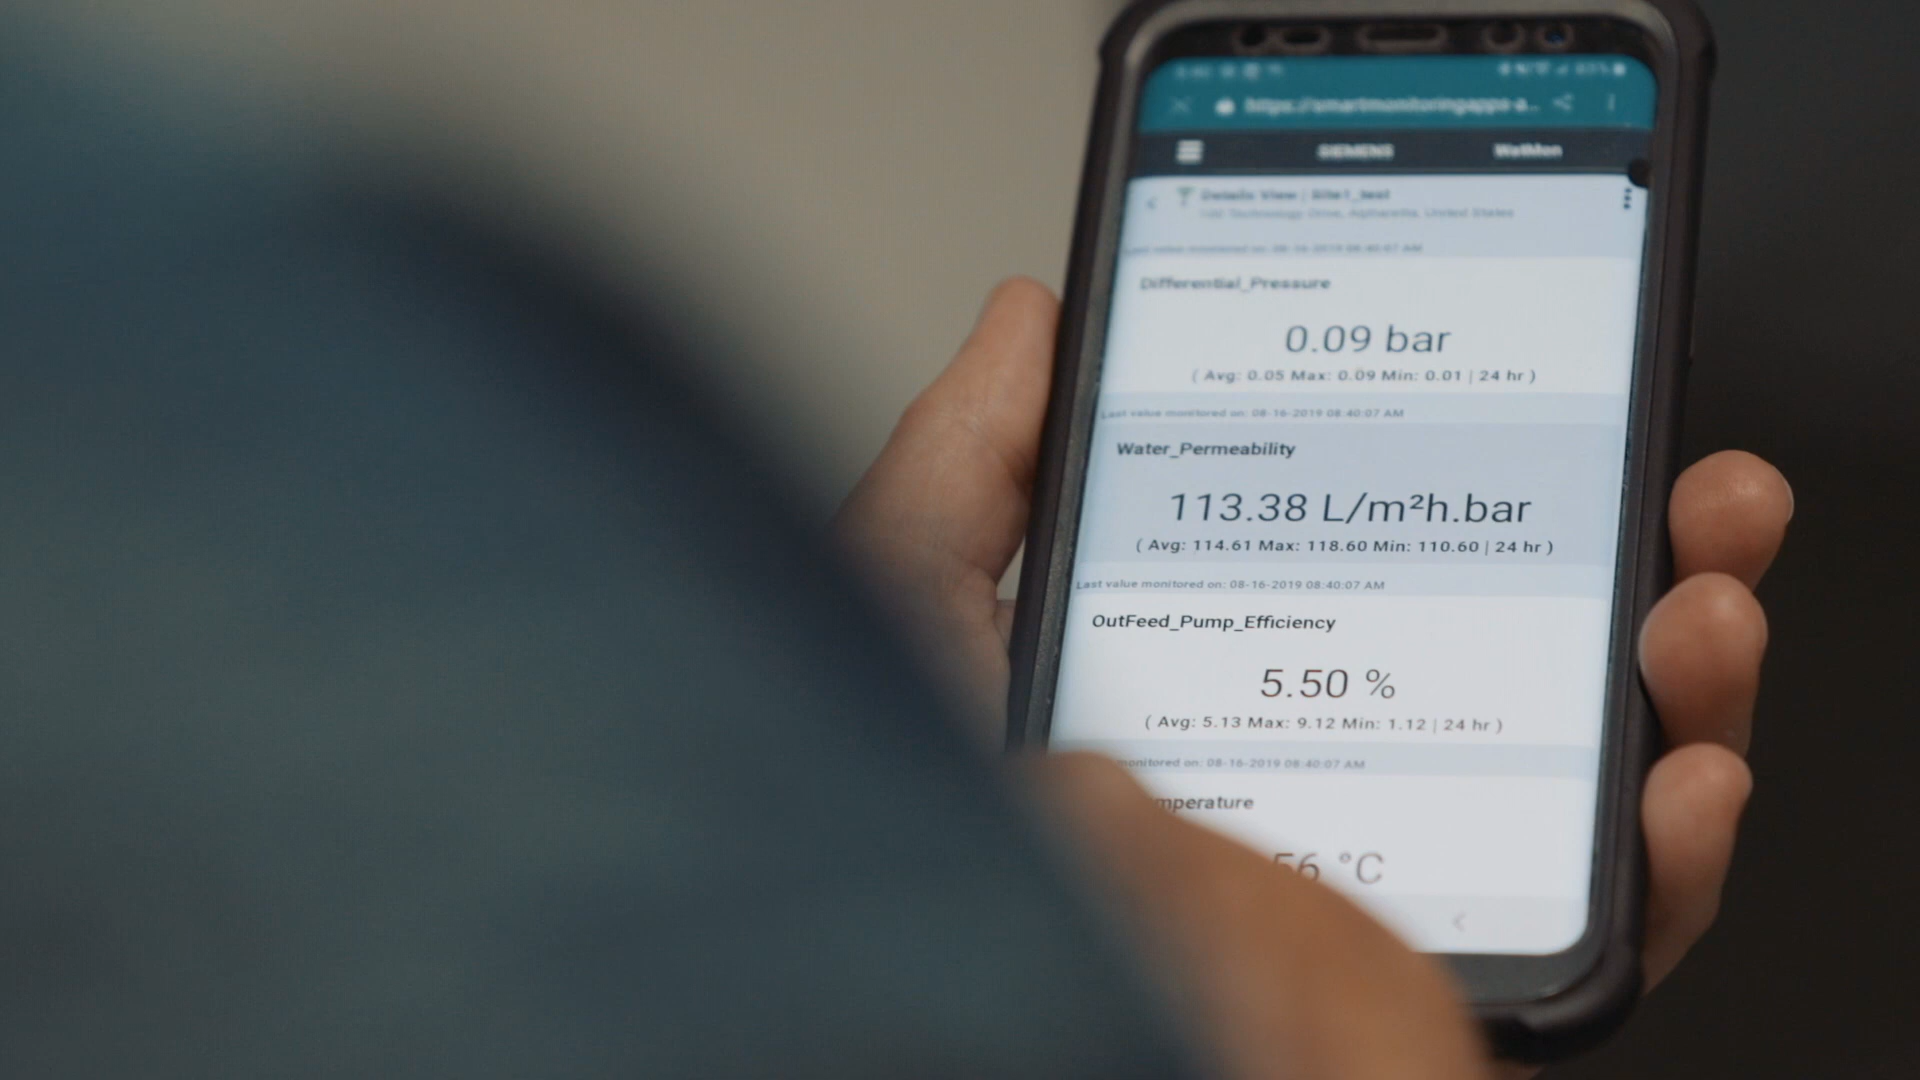 https://smartmonitoringapps-a...
SIEMENS WatMon
Details View | Site1_test
Technology Drive, Alpharetta, United States
Last value monitored on: 08-16-2019 08:40:07 AM
Differential_Pressure
0.09 bar
( Avg: 0.05 Max: 0.09 Min: 0.01 | 24 hr )
Last value monitored on: 08-16-2019 08:40:07 AM
Water_Permeability
113.38 L/m²h.bar
( Avg: 114.61 Max: 118.60 Min: 110.60 | 24 hr )
Last value monitored on: 08-16-2019 08:40:07 AM
OutFeed_Pump_Efficiency
5.50 %
( Avg: 5.13 Max: 9.12 Min: 1.12 | 24 hr )
monitored on: 08-16-2019 08:40:07 AM
mperature
56 °C